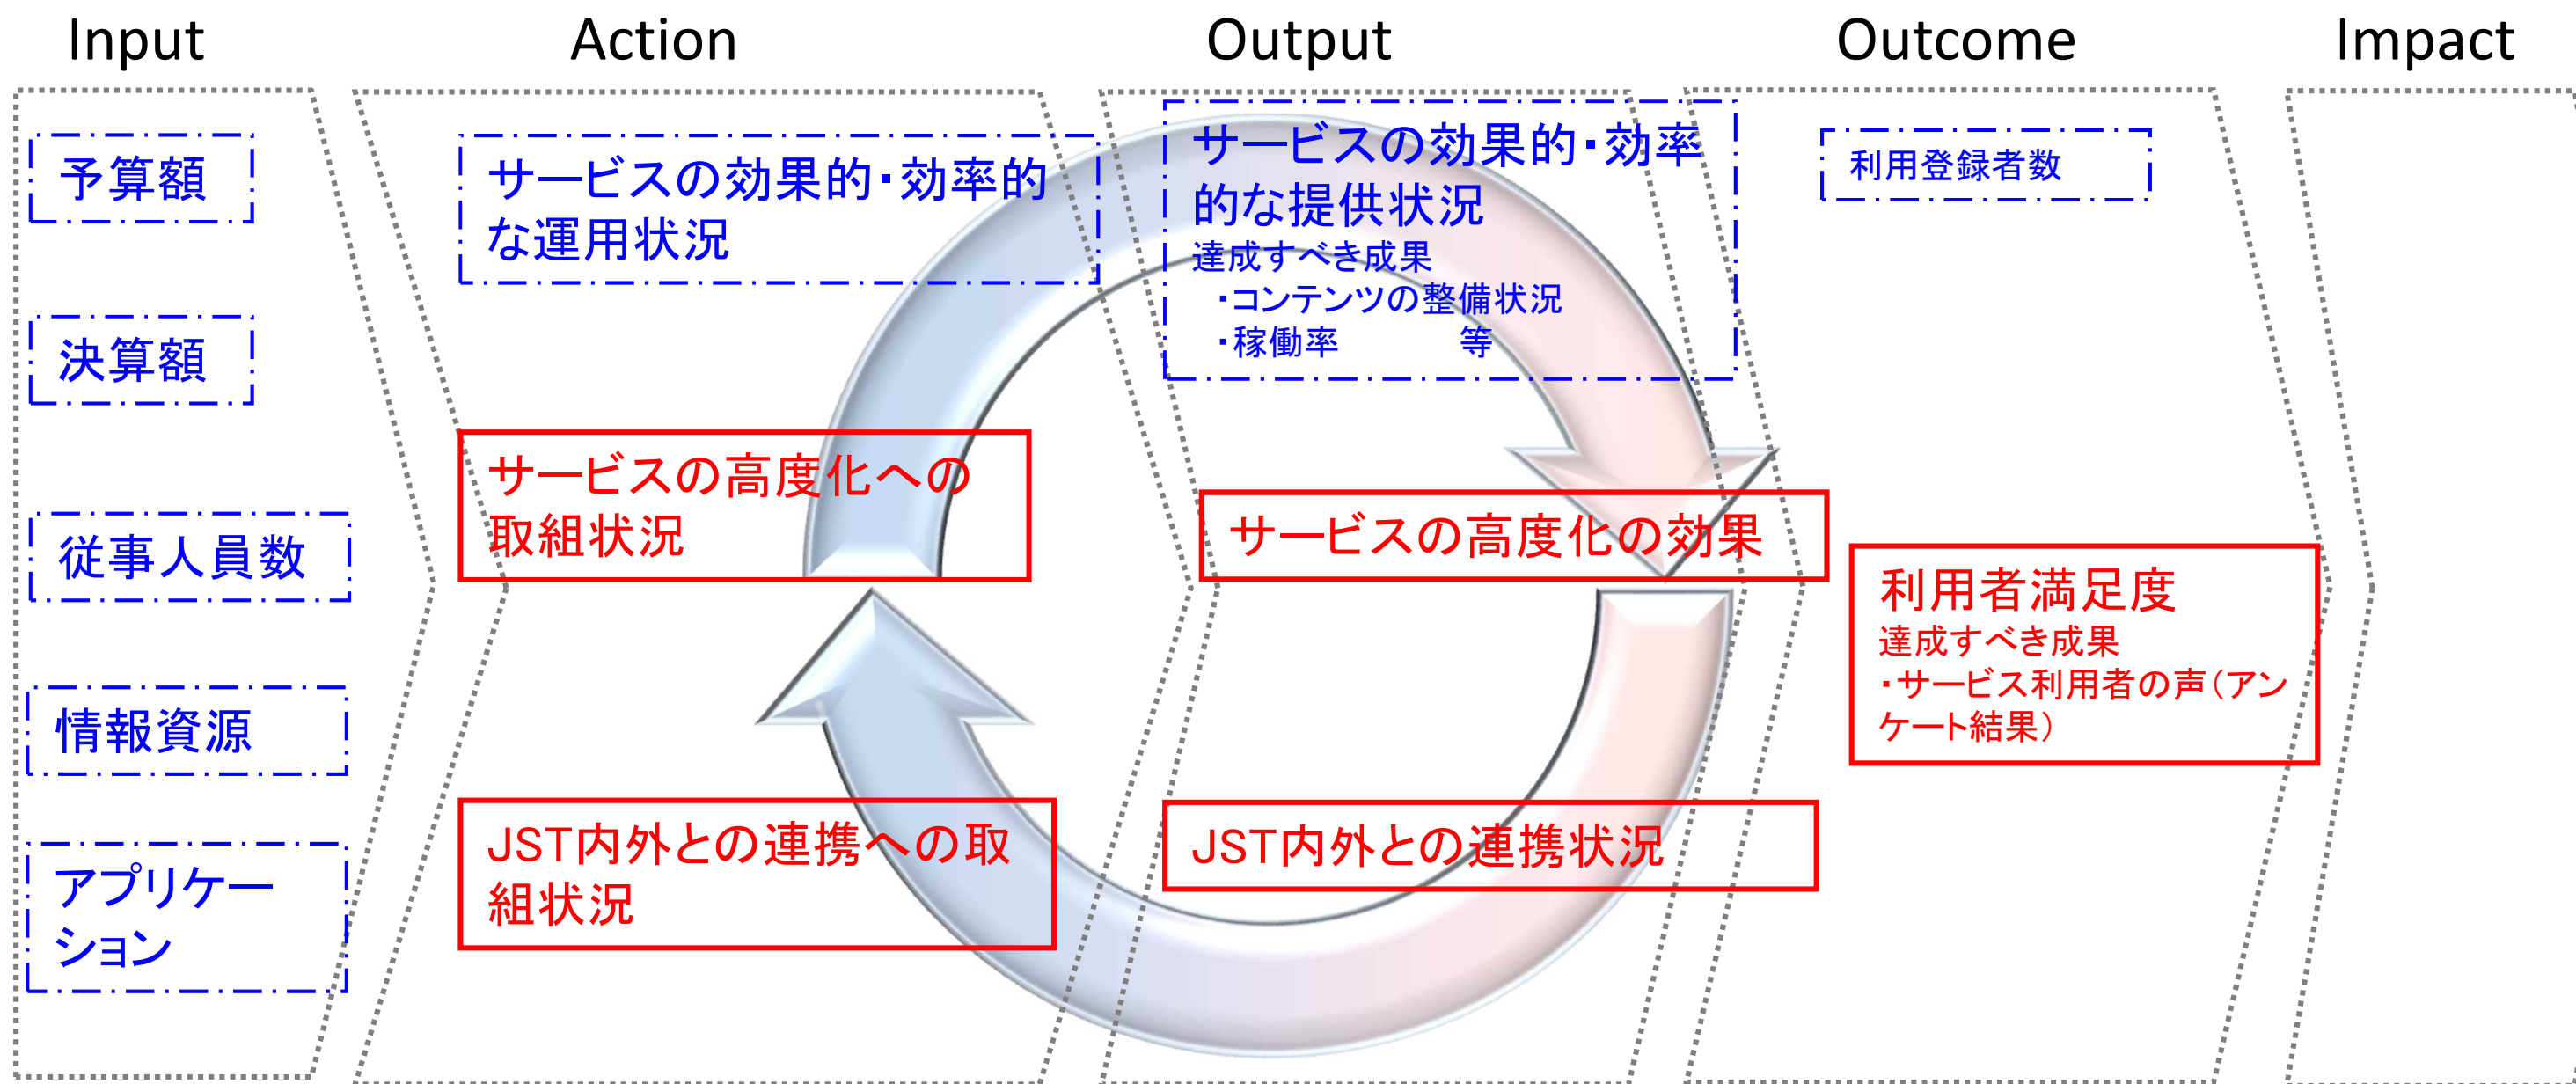 Input
Action
Output
Outcome
Impact
予算額
決算額
従事人員数
情報資源
アプリケー
ション
サービスの効果的・効率的
な運用状況
サービスの高度化への
取組状況
JST内外との連携への取
組状況
サービスの効果的・効率
的な提供状況
達成すべき成果
・コンテンツの整備状況
・稼働率　　　等
サービスの高度化の効果
JST内外との連携状況
利用登録者数
利用者満足度
達成すべき成果
・サービス利用者の声（アン
ケート結果）